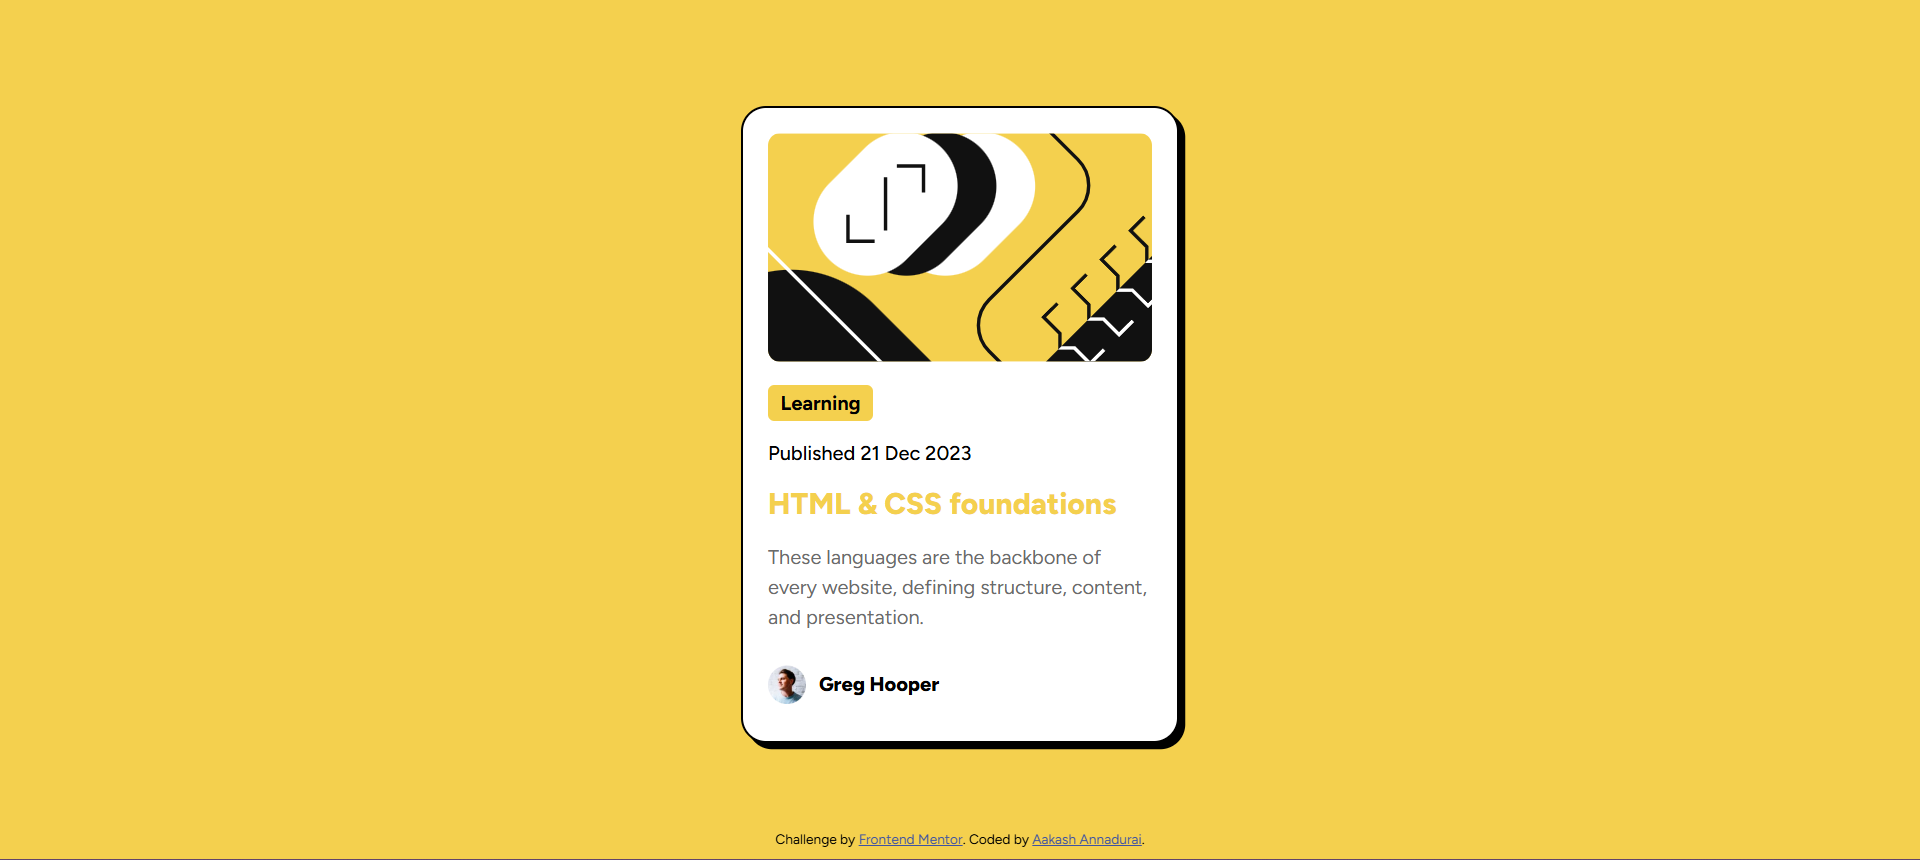 Learning
Published 21 Dec 2023
HTML & CSS foundations
These languages are the backbone of
every website, defining structure, content,
and presentation.
Greg Hooper
Challenge by Frontend Mentor. Coded by Aakash Annadurai.